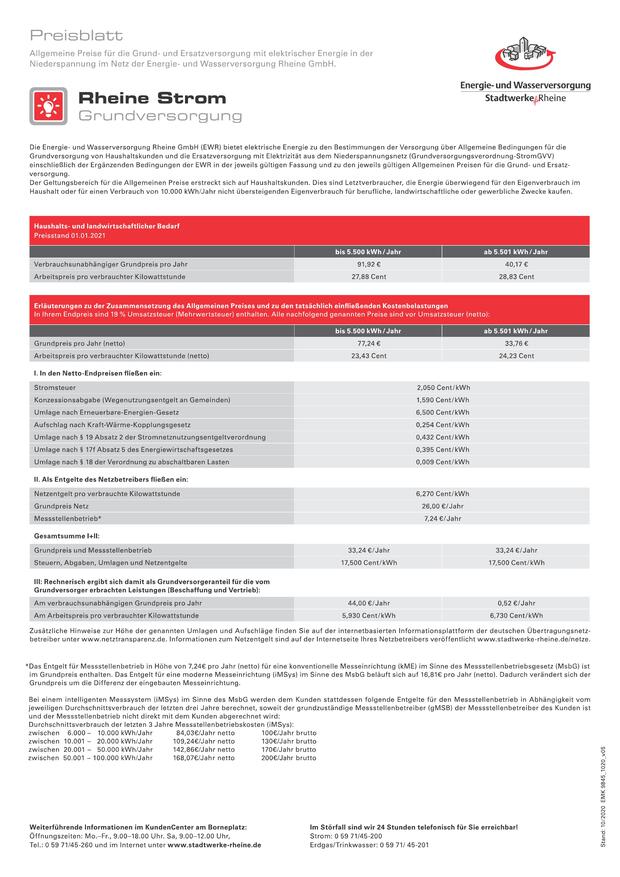 Preisblatt
Allgemeine Preise für die Grund- und Ersatzversorgung mit elektrischer Energie in der
Niederspannung im Netz der Energie- und Wasserversorgung Rheine GmbH.
Energie- und Wasserversorgung
Stadtwerke Rheine
Rheine Strom
Grundversorgung
Die Energie- und Wasserversorgung Rheine GmbH (EWR) bietet elektrische Energie zu den Bestimmungen der Versorgung über Allgemeine Bedingungen für die
Grundversorgung von Haushaltskunden und die Ersatzversorgung mit Elektrizität aus dem Niederspannungsnetz (Grundversorgungsverordnung-StromGVV)
einschließlich der Ergänzenden Bedingungen der EWR in der jeweils gültigen Fassung und zu den jeweils gültigen Allgemeinen Preisen für die Grund- und Ersatz-
versorgung.
Der Geltungsbereich für die Allgemeinen Preise erstreckt sich auf Haushaltskunden. Dies sind Letztverbraucher, die Energie überwiegend für den Eigenverbrauch im
Haushalt oder für einen Verbrauch von 10.000 kWh/Jahr nicht übersteigenden Eigenverbrauch für berufliche, landwirtschaftliche oder gewerbliche Zwecke kaufen.
Haushalts- und landwirtschaftlicher Bedarf
Preisstand 01.01.2021
bis 5.500 kWh/Jahr ab 5.501 kWh/Jahr
Verbrauchsunabhängiger Grundpreis pro Jahr 91,92 € 40,17 €
Arbeitspreis pro verbrauchter Kilowattstunde 27,88 Cent 28,83 Cent
Erläuterungen zu der Zusammensetzung des Allgemeinen Preises und zu den tatsächlich einfließenden Kostenbelastungen
In Ihrem Endpreis sind 19 % Umsatzsteuer (Mehrwertsteuer) enthalten. Alle nachfolgend genannten Preise sind vor Umsatzsteuer (netto):
bis 5.500 kWh/Jahr ab 5.501 kWh/Jahr
Grundpreis pro Jahr (netto) 77,24 € 33,76 €
Arbeitspreis pro verbrauchter Kilowattstunde (netto) 23,43 Cent 24,23 Cent
I. In den Netto-Endpreisen fließen ein:
Stromsteuer 2,050 Cent/kWh
Konzessionsabgabe (Wegenutzungsentgelt an Gemeinden) 1,590 Cent/kWh
Umlage nach Erneuerbare-Energien-Gesetz 6,500 Cent/kWh
Aufschlag nach Kraft-Wärme-Kopplungsgesetz 0,254 Cent/kWh
Umlage nach § 19 Absatz 2 der Stromnetznutzungsentgeltverordnung 0,432 Cent/kWh
Umlage nach § 17f Absatz 5 des Energiewirtschaftsgesetzes 0,395 Cent/kWh
Umlage nach § 18 der Verordnung zu abschaltbaren Lasten 0,009 Cent/kWh
II. Als Entgelte des Netzbetreibers fließen ein:
Netzentgelt pro verbrauchte Kilowattstunde 6,270 Cent/kWh
Grundpreis Netz 26,00 €/Jahr
Messstellenbetrieb* 7,24 €/Jahr
Gesamtsumme I+II:
Grundpreis und Messstellenbetrieb 33,24 €/Jahr 33,24 €/Jahr
Steuern, Abgaben, Umlagen und Netzentgelte 17,500 Cent/kWh 17,500 Cent/kWh
III: Rechnerisch ergibt sich damit als Grundversorgeranteil für die vom
Grundversorger erbrachten Leistungen (Beschaffung und Vertrieb):
Am verbrauchsunabhängigen Grundpreis pro Jahr 44,00 €/Jahr 0,52 €/Jahr
Am Arbeitspreis pro verbrauchter Kilowattstunde 5,930 Cent/kWh 6,730 Cent/kWh
Zusätzliche Hinweise zur Höhe der genannten Umlagen und Aufschläge finden Sie auf der internetbasierten Informationsplattform der deutschen Übertragungsnetz-
betreiber unter www.netztransparenz.de. Informationen zum Netzentgelt sind auf der Internetseite Ihres Netzbetreibers veröffentlicht www.stadtwerke-rheine.de/netze.
*Das Entgelt für Messstellenbetrieb in Höhe von 7,24€ pro Jahr (netto) für eine konventionelle Messeinrichtung (kME) im Sinne des Messstellenbetriebsgesetz (MsbG) ist
im Grundpreis enthalten. Das Entgelt für eine moderne Messeinrichtung (iMSys) im Sinne des MsbG beläuft sich auf 16,81€ pro Jahr (netto). Dadurch verändert sich der
Grundpreis um die Differenz der eingebauten Messeinrichtung.
Bei einem intelligenten Messsystem (iMSys) im Sinne des MsbG werden dem Kunden stattdessen folgende Entgelte für den Messstellenbetrieb in Abhängigkeit vom
jeweiligen Durchschnittsverbrauch der letzten drei Jahre berechnet, soweit der grundzuständige Messstellenbetreiber (gMSB) der Messstellenbetreiber des Kunden ist
und der Messstellenbetrieb nicht direkt mit dem Kunden abgerechnet wird:
Durchschnittsverbrauch der letzten 3 Jahre Messstellenbetriebskosten (iMSys):
zwischen 6.000 – 10.000 kWh/Jahr 84,03€/Jahr netto 100€/Jahr brutto
zwischen 10.001 – 20.000 kWh/Jahr 109,24€/Jahr netto 130€/Jahr brutto
zwischen 20.001 – 50.000 kWh/Jahr 142,86€/Jahr netto 170€/Jahr brutto
zwischen 50.001 – 100.000 kWh/Jahr 168,07€/Jahr netto 200€/Jahr brutto
Stand: 10/2020 EMK 9845_1020_v05
Weiterführende Informationen im KundenCenter am Borneplatz:
Öffnungszeiten: Mo.–Fr., 9.00–18.00 Uhr. Sa, 9.00–12.00 Uhr,
Tel.: 0 59 71/45-260 und im Internet unter www.stadtwerke-rheine.de
Im Störfall sind wir 24 Stunden telefonisch für Sie erreichbar!
Strom: 0 59 71/45-200
Erdgas/Trinkwasser: 0 59 71/ 45-201